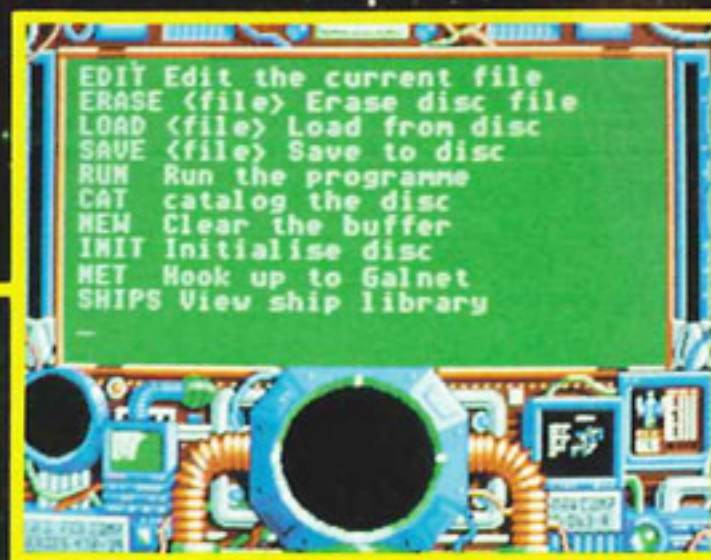 EDIT Edit the current file
ERASE <file> Erase disc file
LOAD <file> Load from disc
SAVE <file> Save to disc
RUN Run the programme
CAT catalog the disc
NEW Clear the buffer
INIT Initialise disc
NET Hook up to Galnet
SHIPS View ship library
_